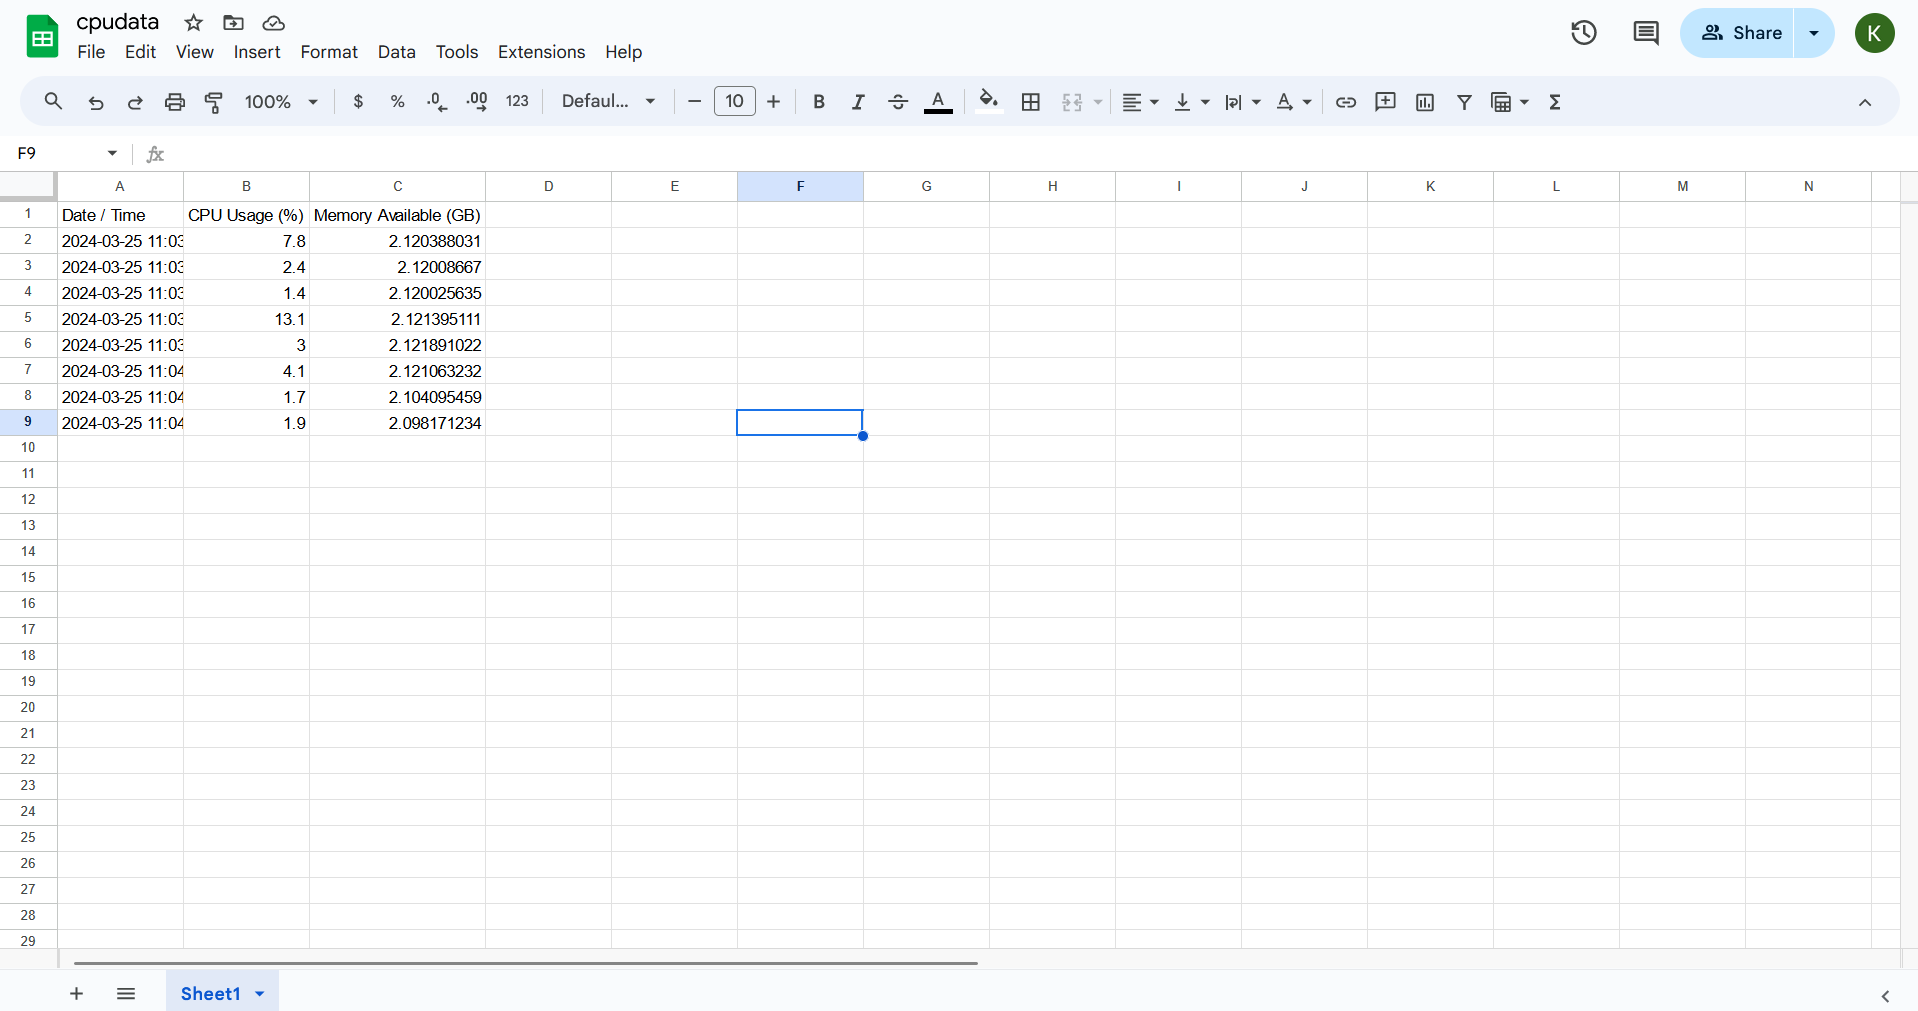 cpudata
File Edit View Insert Format Data Tools Extensions Help
Share
K
100% $ % .0 .00 123 Defaul... 10 B I S A A Σ
F9 fx
A B C D E F G H I J K L M N
1 Date / Time CPU Usage (%) Memory Available (GB)
2 2024-03-25 11:03 7.8 2.120388031
3 2024-03-25 11:03 2.4 2.12008667
4 2024-03-25 11:03 1.4 2.120025635
5 2024-03-25 11:03 13.1 2.121395111
6 2024-03-25 11:03 3 2.121891022
7 2024-03-25 11:04 4.1 2.121063232
8 2024-03-25 11:04 1.7 2.104095459
9 2024-03-25 11:04 1.9 2.098171234
10
11
12
13
14
15
16
17
18
19
20
21
22
23
24
25
26
27
28
29
Sheet1